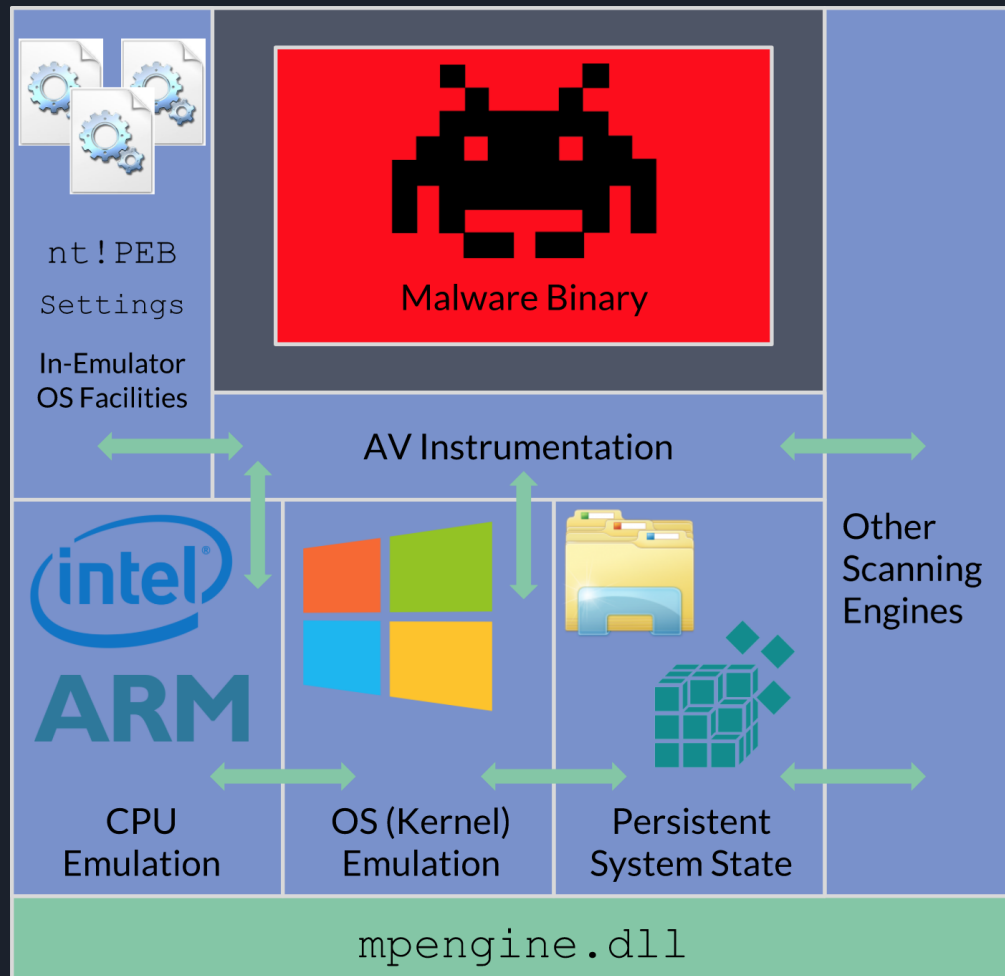 nt!PEB
Settings
In-Emulator
OS Facilities
Malware Binary
AV Instrumentation
intel®
ARM
CPU
Emulation
OS (Kernel)
Emulation
Persistent
System State
Other
Scanning
Engines
mpengine.dll